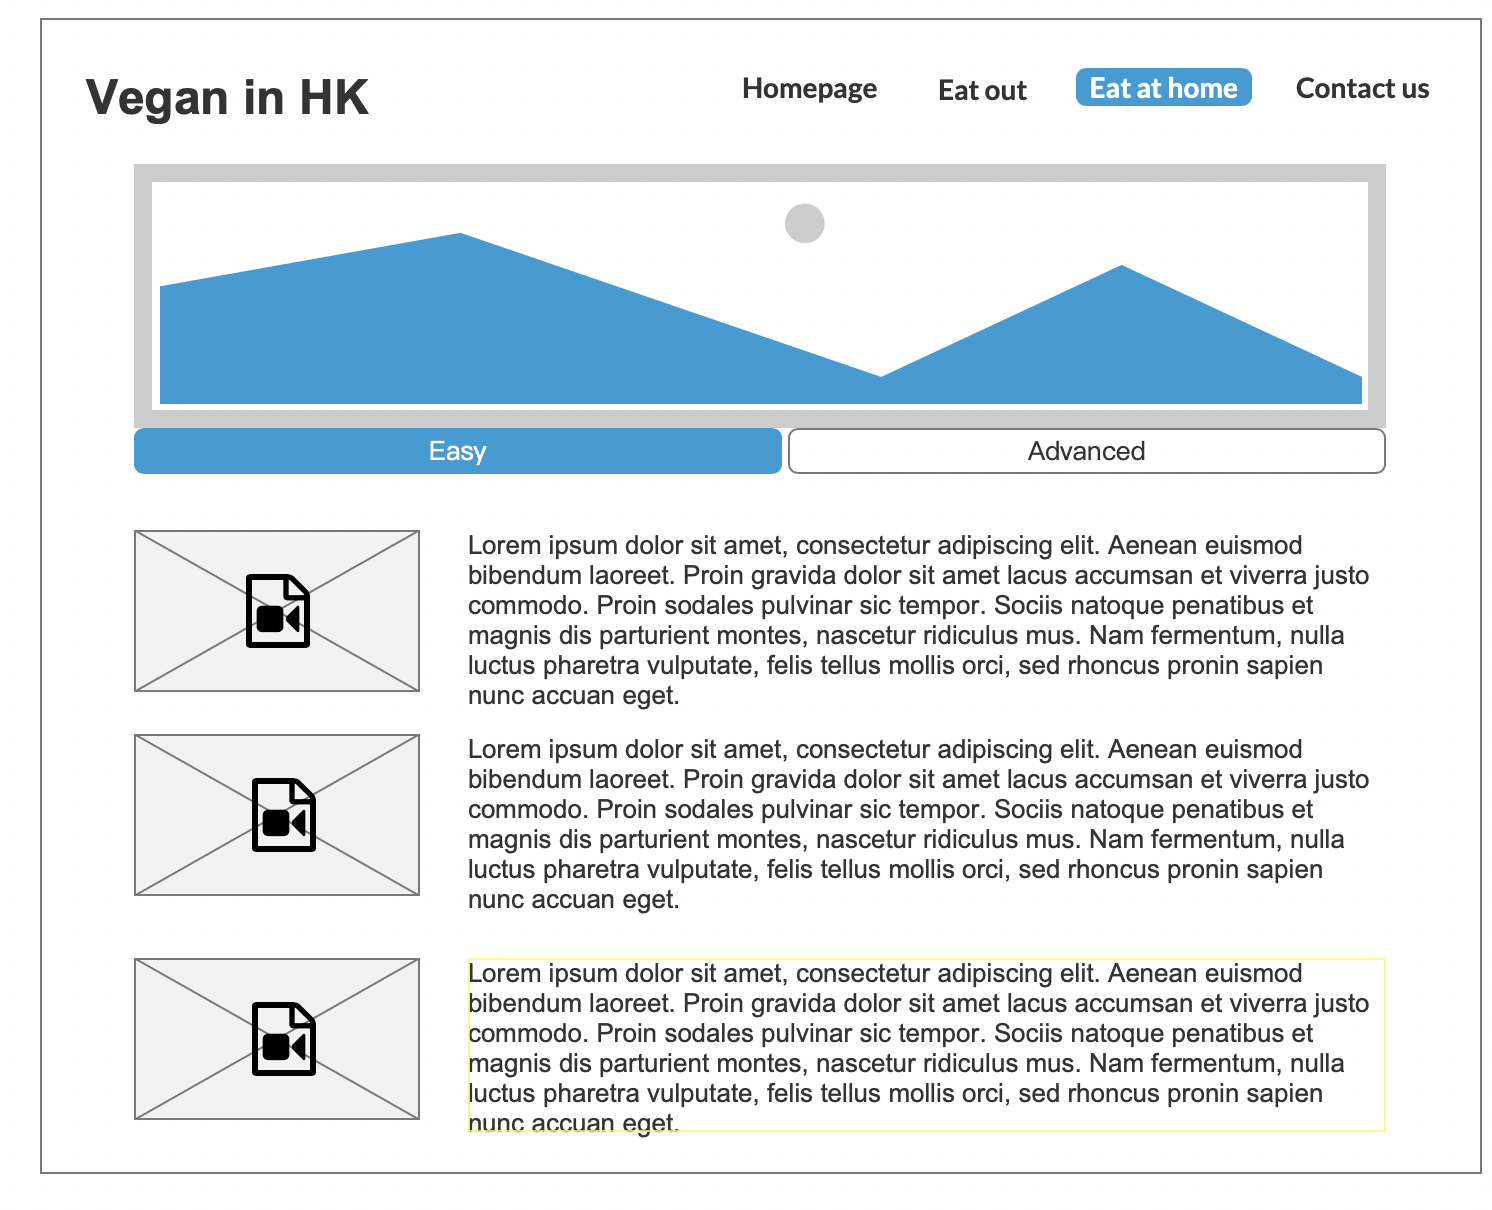 Vegan in HK
Homepage
Eat out
Eat at home
Contact us
Easy
Advanced
Lorem ipsum dolor sit amet, consectetur adipiscing elit. Aenean euismod
bibendum laoreet. Proin gravida dolor sit amet lacus accumsan et viverra justo
commodo. Proin sodales pulvinar sic tempor. Sociis natoque penatibus et
magnis dis parturient montes, nascetur ridiculus mus. Nam fermentum, nulla
luctus pharetra vulputate, felis tellus mollis orci, sed rhoncus pronin sapien
nunc accuan eget.
Lorem ipsum dolor sit amet, consectetur adipiscing elit. Aenean euismod
bibendum laoreet. Proin gravida dolor sit amet lacus accumsan et viverra justo
commodo. Proin sodales pulvinar sic tempor. Sociis natoque penatibus et
magnis dis parturient montes, nascetur ridiculus mus. Nam fermentum, nulla
luctus pharetra vulputate, felis tellus mollis orci, sed rhoncus pronin sapien
nunc accuan eget.
Lorem ipsum dolor sit amet, consectetur adipiscing elit. Aenean euismod
bibendum laoreet. Proin gravida dolor sit amet lacus accumsan et viverra justo
commodo. Proin sodales pulvinar sic tempor. Sociis natoque penatibus et
magnis dis parturient montes, nascetur ridiculus mus. Nam fermentum, nulla
luctus pharetra vulputate, felis tellus mollis orci, sed rhoncus pronin sapien
nunc accuan eget.